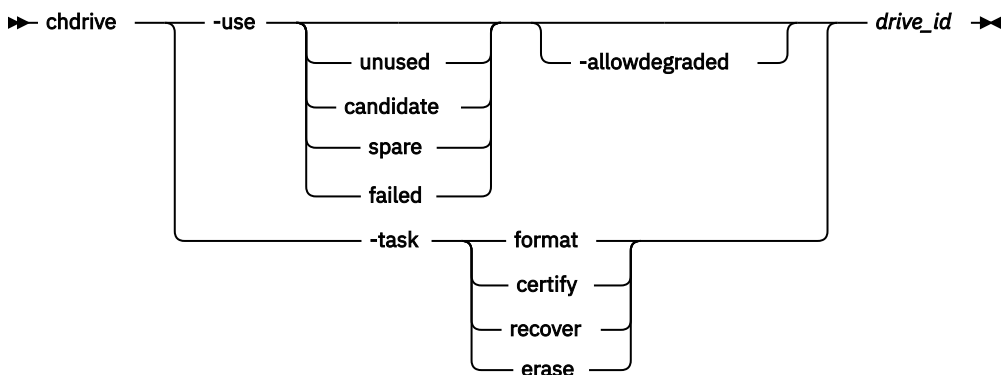 chdrive -use drive_id
unused -allowdegraded
candidate
spare
failed
-task format
certify
recover
erase